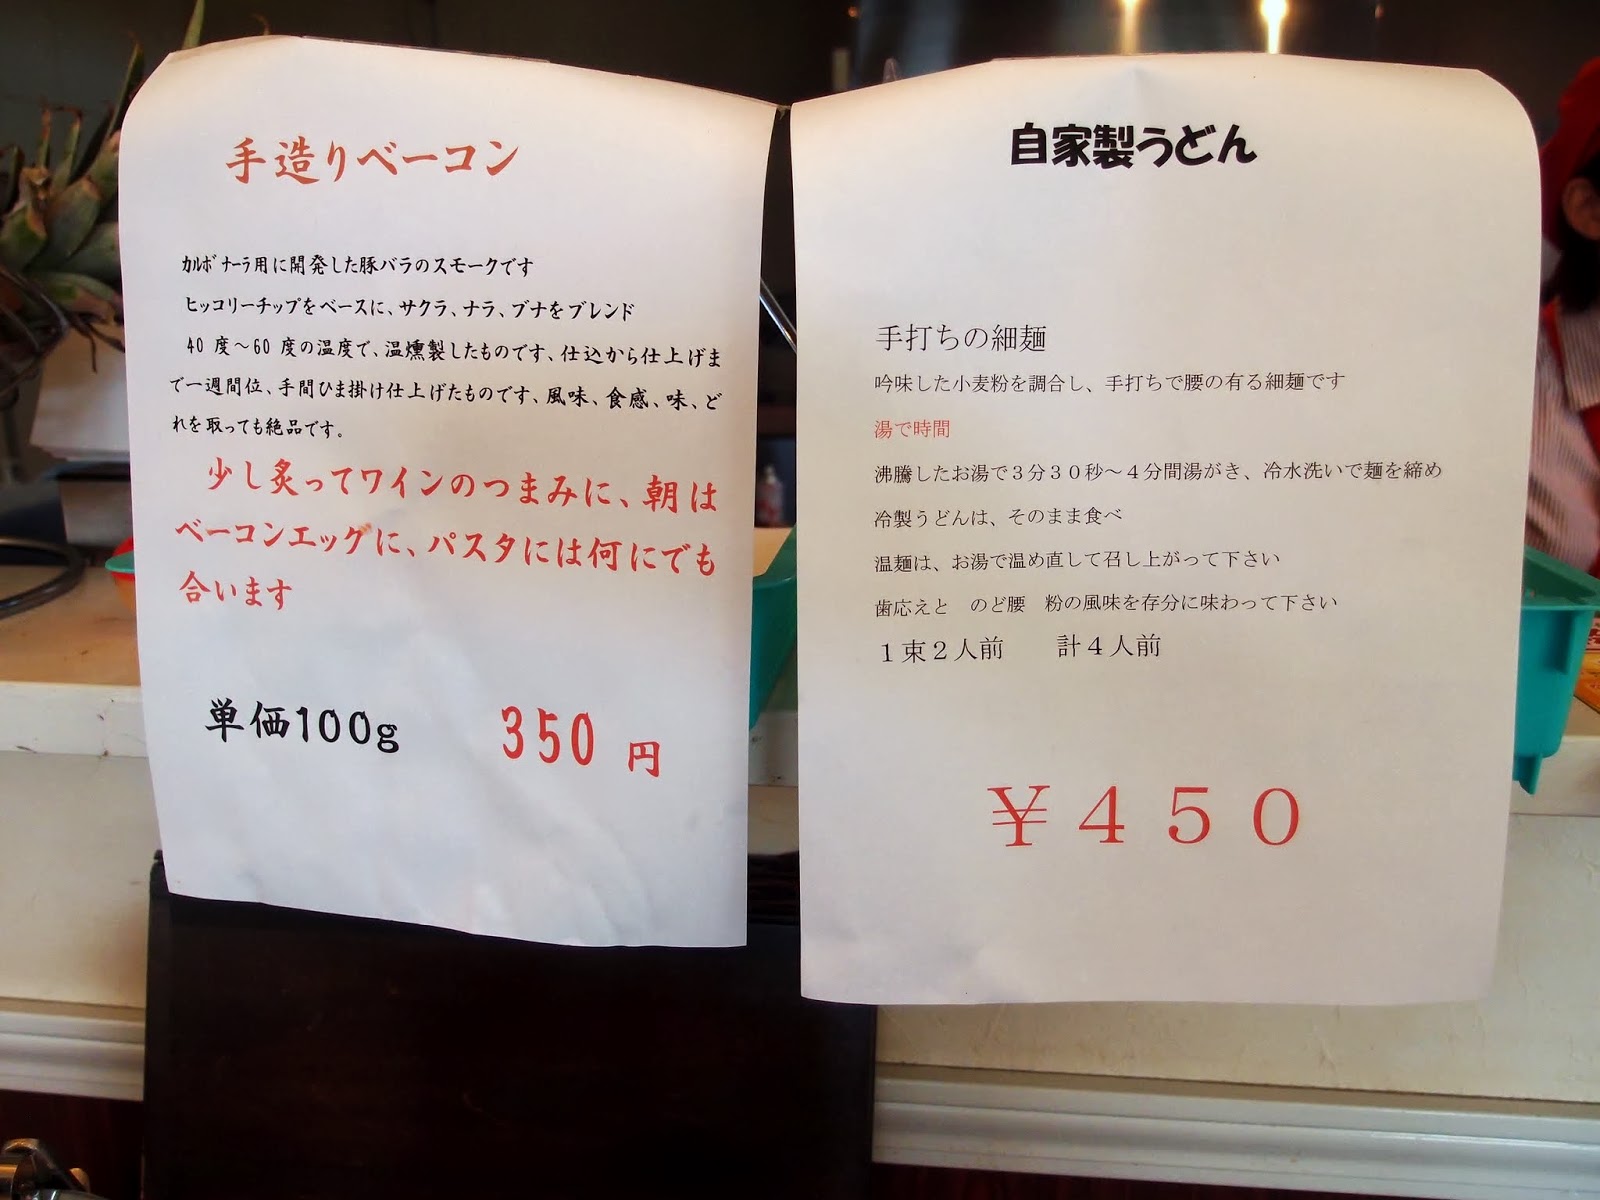 手造りベーコン
ｶﾙﾎﾞﾅｰﾗ用に開発した豚バラのスモークです
ヒッコリーチップをベースに、サクラ、ナラ、ブナをブレンド
40 度～60 度の温度で、温燻製したものです、仕込から仕上げま
で一週間位、手間ひま掛け仕上げたものです、風味、食感、味、ど
れを取っても絶品です。
少し炙ってワインのつまみに、朝は
ベーコンエッグに、パスタには何にでも
合います
単価100g 350 円
自家製うどん
手打ちの細麺
吟味した小麦粉を調合し、手打ちで腰の有る細麺です
湯で時間
沸騰したお湯で３分３０秒～４分間湯がき、冷水洗いで麺を締め
冷製うどんは、そのまま食べ
温麺は、お湯で温め直して召し上がって下さい
歯応えと　のど腰　粉の風味を存分に味わって下さい
１束２人前　　計４人前
￥４５０